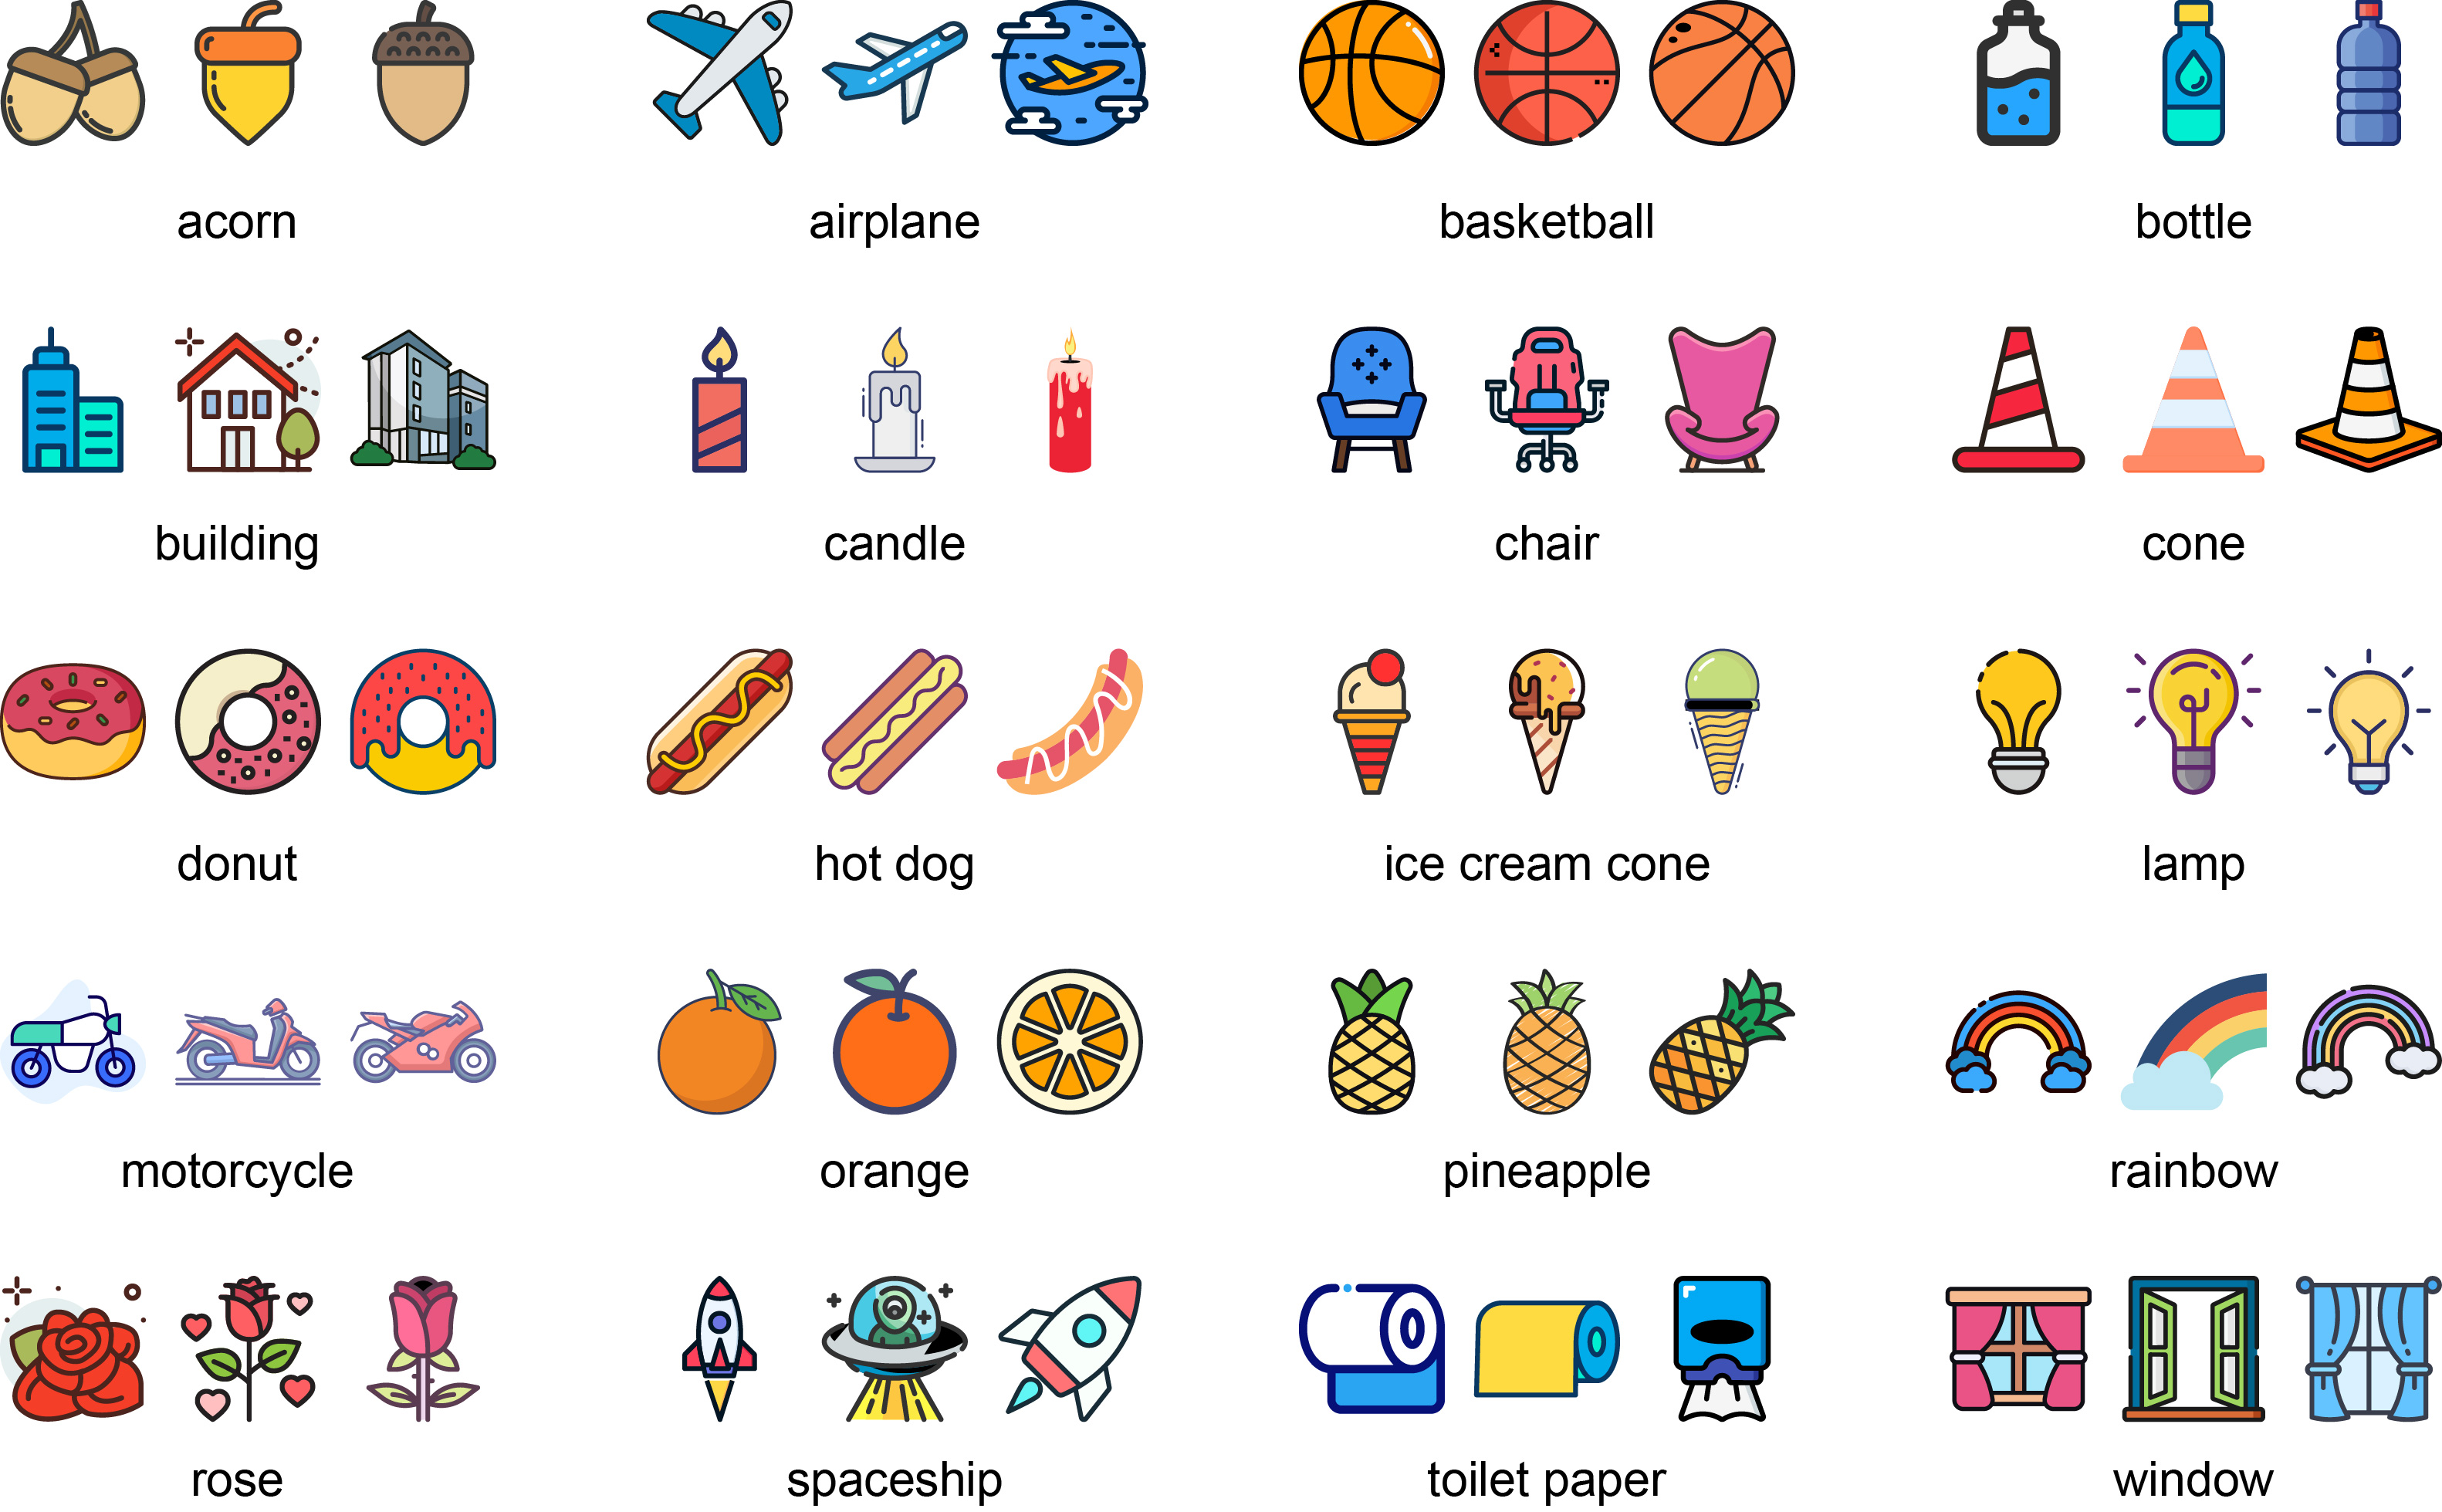 acorn
airplane
basketball
bottle
building
candle
chair
cone
donut
hot dog
ice cream cone
lamp
motorcycle
orange
pineapple
rainbow
rose
spaceship
toilet paper
window